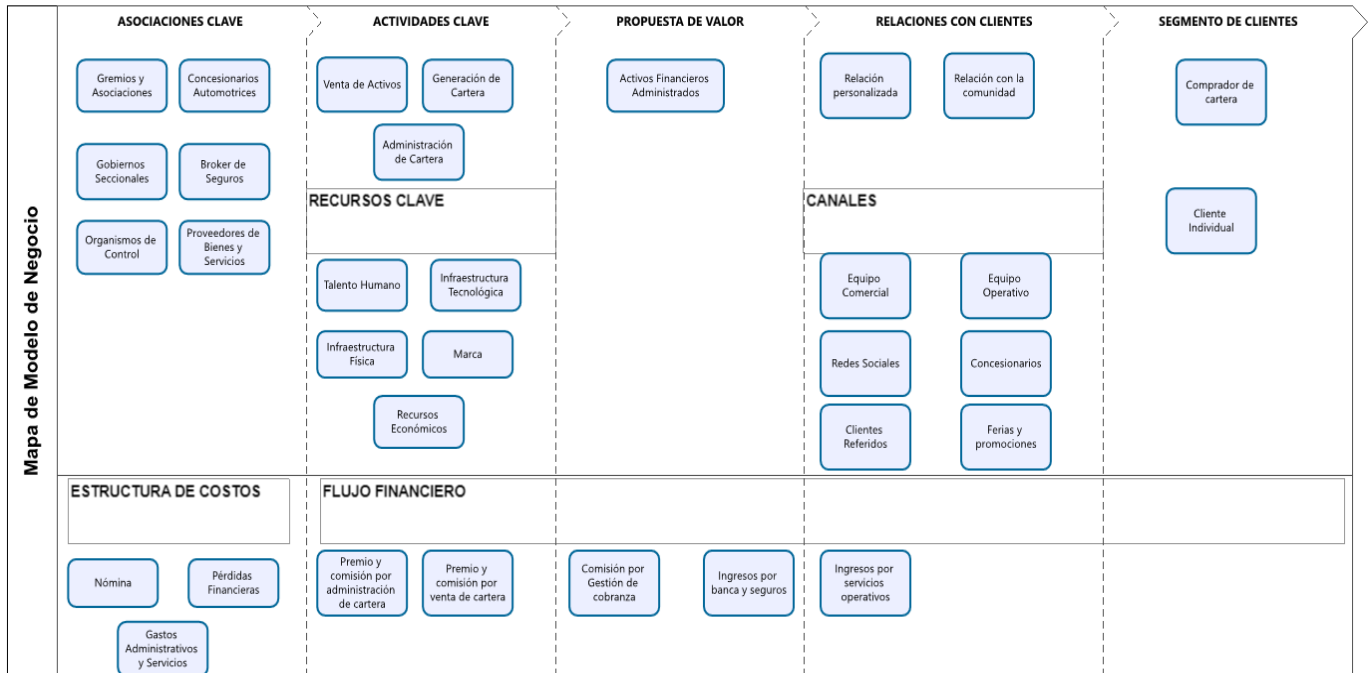 Mapa de Modelo de Negocio
ASOCIACIONES CLAVE
ACTIVIDADES CLAVE
PROPUESTA DE VALOR
RELACIONES CON CLIENTES
SEGMENTO DE CLIENTES
Gremios y
Asociaciones
Concesionarios
Automotrices
Gobiernos
Seccionales
Broker de
Seguros
Organismos de
Control
Proveedores de
Bienes y
Servicios
Venta de Activos
Generación de
Cartera
Administración
de Cartera
RECURSOS CLAVE
Talento Humano
Infraestructura
Tecnológica
Infraestructura
Física
Marca
Recursos
Económicos
Activos Financieros
Administrados
Relación
personalizada
Relación con la
comunidad
CANALES
Equipo
Comercial
Equipo
Operativo
Redes Sociales
Concesionarios
Clientes
Referidos
Ferias y
promociones
Comprador de
cartera
Cliente
Individual
ESTRUCTURA DE COSTOS
Nómina
Pérdidas
Financieras
Gastos
Administrativos
y Servicios
FLUJO FINANCIERO
Premio y
comisión por
administración
de cartera
Premio y
comisión por
venta de cartera
Comisión por
Gestión de
cobranza
Ingresos por
banca y seguros
Ingresos por
servicios
operativos